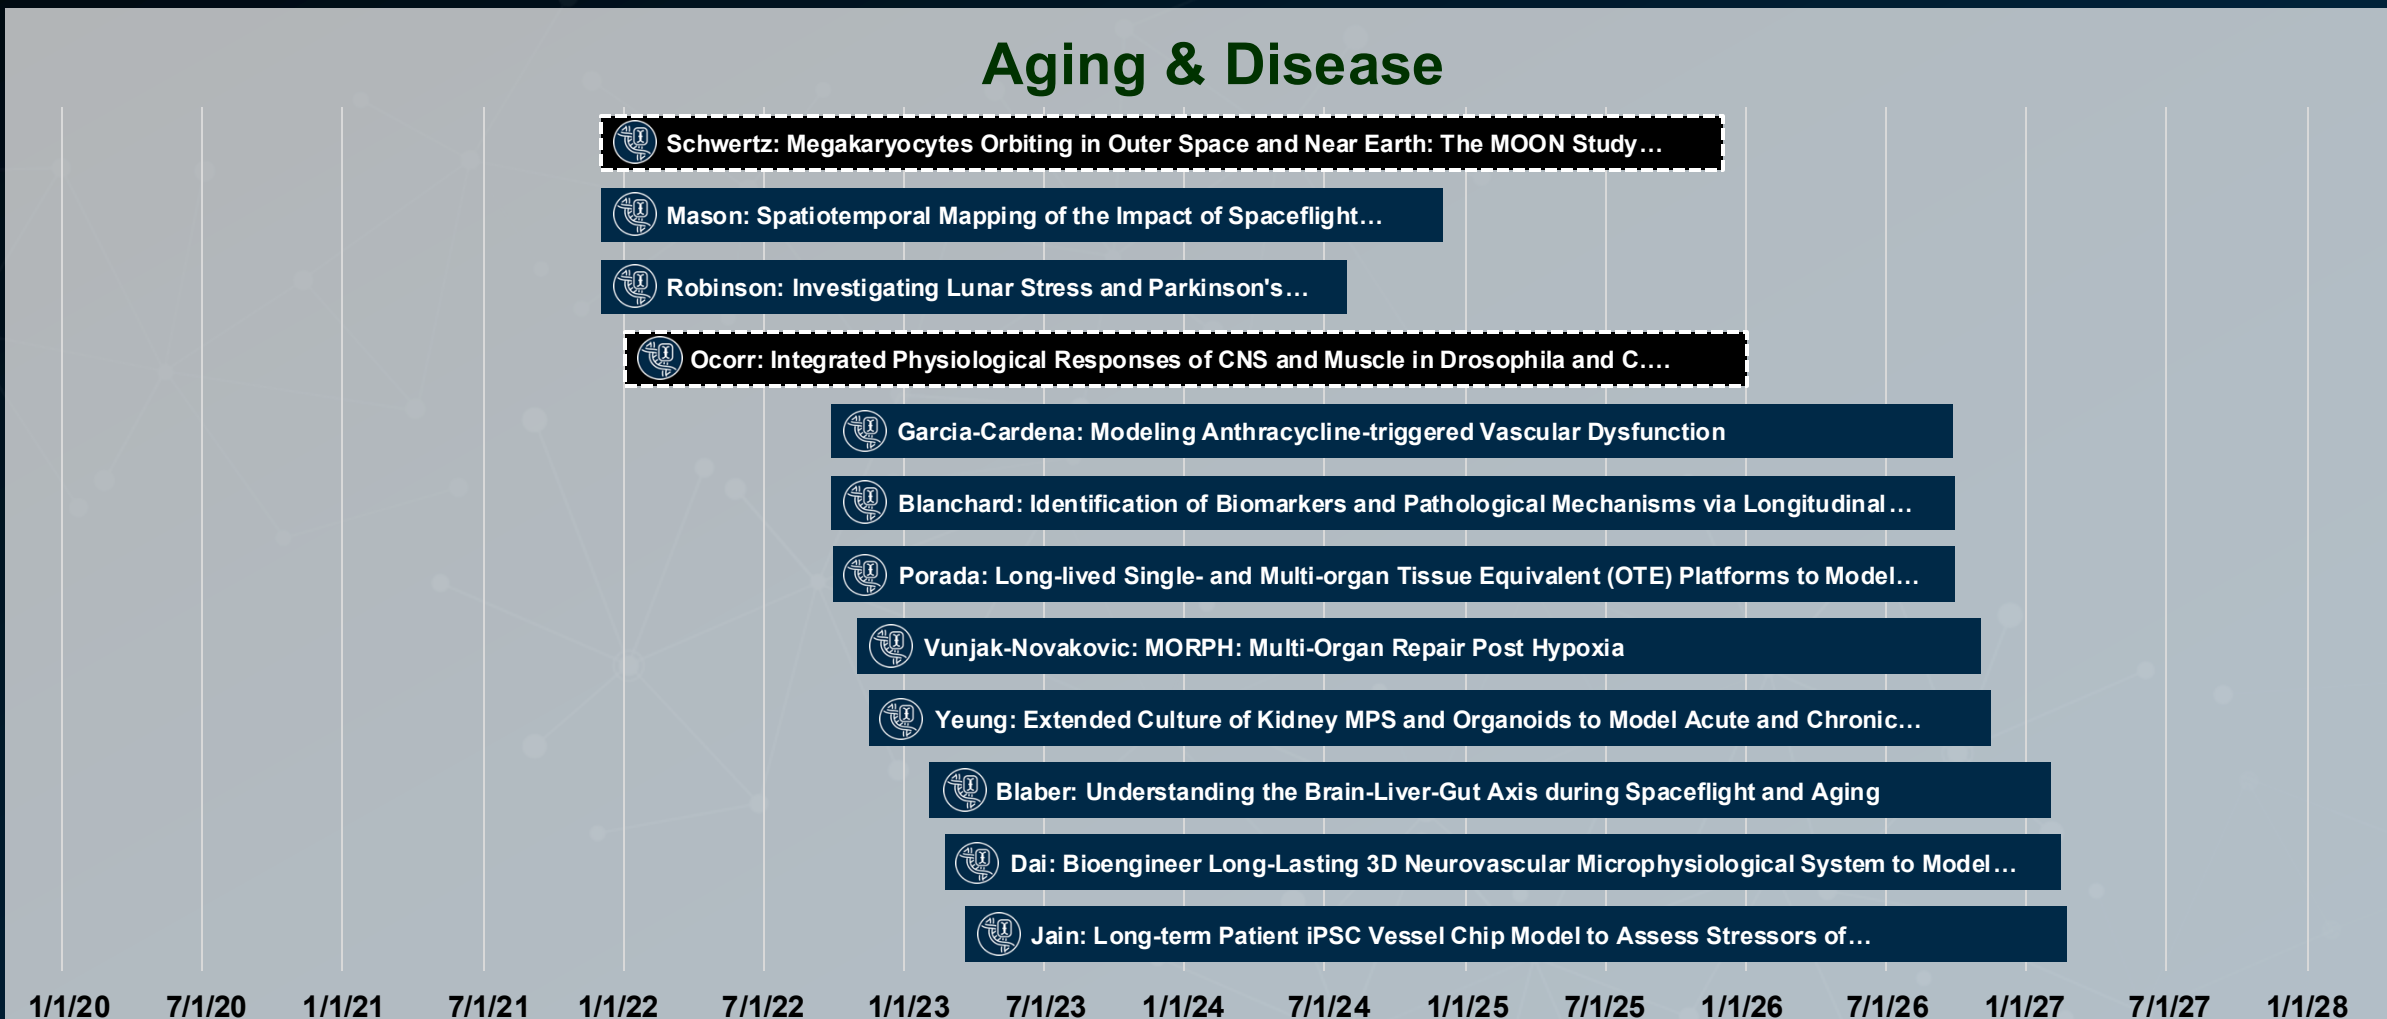 Aging & Disease
Schwertz: Megakaryocytes Orbiting in Outer Space and Near Earth: The MOON Study…
Mason: Spatiotemporal Mapping of the Impact of Spaceflight…
Robinson: Investigating Lunar Stress and Parkinson's…
Ocorr: Integrated Physiological Responses of CNS and Muscle in Drosophila and C.…
Garcia-Cardena: Modeling Anthracycline-triggered Vascular Dysfunction
Blanchard: Identification of Biomarkers and Pathological Mechanisms via Longitudinal…
Porada: Long-lived Single- and Multi-organ Tissue Equivalent (OTE) Platforms to Model…
Vunjak-Novakovic: MORPH: Multi-Organ Repair Post Hypoxia
Yeung: Extended Culture of Kidney MPS and Organoids to Model Acute and Chronic…
Blaber: Understanding the Brain-Liver-Gut Axis during Spaceflight and Aging
Dai: Bioengineer Long-Lasting 3D Neurovascular Microphysiological System to Model…
Jain: Long-term Patient iPSC Vessel Chip Model to Assess Stressors of…
1/1/20 7/1/20 1/1/21 7/1/21 1/1/22 7/1/22 1/1/23 7/1/23 1/1/24 7/1/24 1/1/25 7/1/25 1/1/26 7/1/26 1/1/27 7/1/27 1/1/28